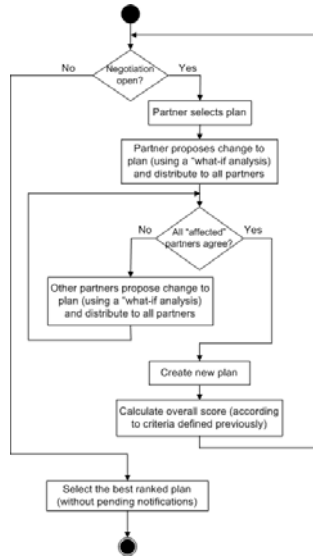 Negotiation
open?
No
Yes
Partner selects plan
Partner proposes change to
plan (using a "what-if analysis)
and distribute to all partners
All "affected"
partners agree?
No
Yes
Other partners propose change to
plan (using a "what-if analysis)
and distribute to all partners
Create new plan
Calculate overall score (according
to criteria defined previously)
Select the best ranked plan
(without pending notifications)